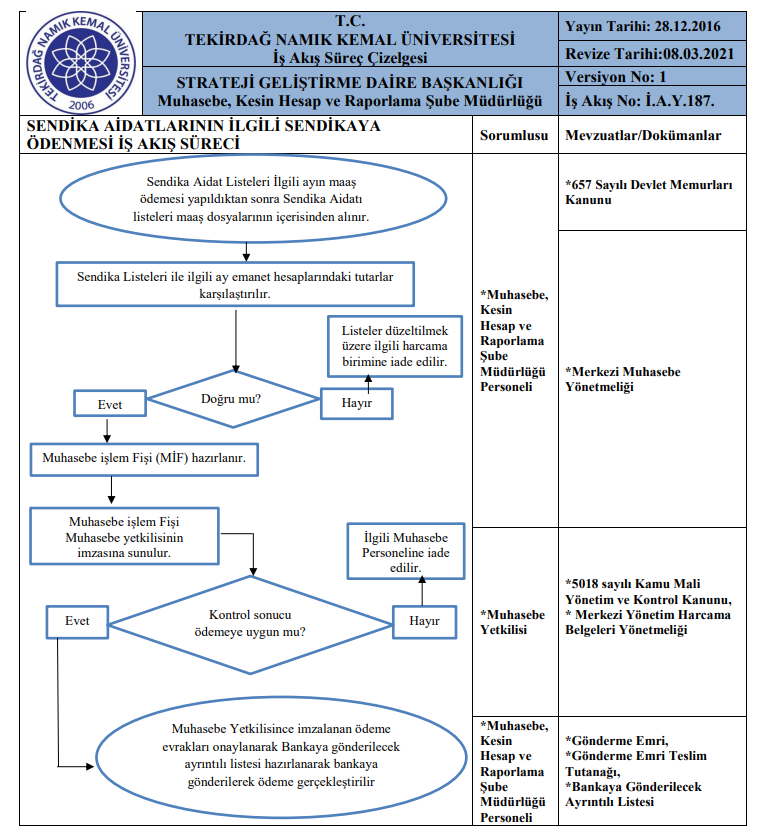 TEKİRDAĞ NAMIK KEMAL ÜNİVERSİTESİ
2006
T.C.
TEKİRDAĞ NAMIK KEMAL ÜNİVERSİTESİ
İş Akış Süreç Çizelgesi
STRATEJİ GELİŞTİRME DAİRE BAŞKANLIĞI
Muhasebe, Kesin Hesap ve Raporlama Şube Müdürlüğü
Yayın Tarihi: 28.12.2016
Revize Tarihi:08.03.2021
Versiyon No: 1
İş Akış No: İ.A.Y.187.
SENDİKA AİDATLARININ İLGİLİ SENDİKAYA
ÖDENMESİ İŞ AKIŞ SÜRECİ
Sorumlusu
Mevzuatlar/Dokümanlar
Sendika Aidat Listeleri İlgili ayın maaş
ödemesi yapıldıktan sonra Sendika Aidatı
listeleri maaş dosyalarının içerisinden alınır.
Sendika Listeleri ile ilgili ay emanet hesaplarındaki tutarlar
karşılaştırılır.
Listeler düzeltilmek
üzere ilgili harcama
birimine iade edilir.
Doğru mu?
Evet
Hayır
Muhasebe işlem Fişi (MİF) hazırlanır.
Muhasebe işlem Fişi
Muhasebe yetkilisinin
imzasına sunulur.
İlgili Muhasebe
Personeline iade
edilir.
Kontrol sonucu
ödemeye uygun mu?
Evet
Hayır
Muhasebe Yetkilisince imzalanan ödeme
evrakları onaylanarak Bankaya gönderilecek
ayrıntılı listesi hazırlanarak bankaya
gönderilerek ödeme gerçekleştirilir
*Muhasebe,
Kesin
Hesap ve
Raporlama
Şube
Müdürlüğü
Personeli
*Muhasebe
Yetkilisi
*Muhasebe,
Kesin
Hesap ve
Raporlama
Şube
Müdürlüğü
Personeli
*657 Sayılı Devlet Memurları
Kanunu
*Merkezi Muhasebe
Yönetmeliği
*5018 sayılı Kamu Mali
Yönetim ve Kontrol Kanunu,
* Merkezi Yönetim Harcama
Belgeleri Yönetmeliği
*Gönderme Emri,
*Gönderme Emri Teslim
Tutanağı,
*Bankaya Gönderilecek
Ayrıntılı Listesi